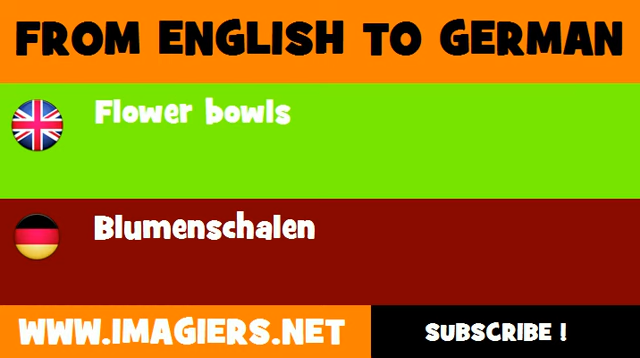 FROM ENGLISH TO GERMAN
Flower bowls
Blumenschalen
WWW.IMAGIERS.NET
SUBSCRIBE !